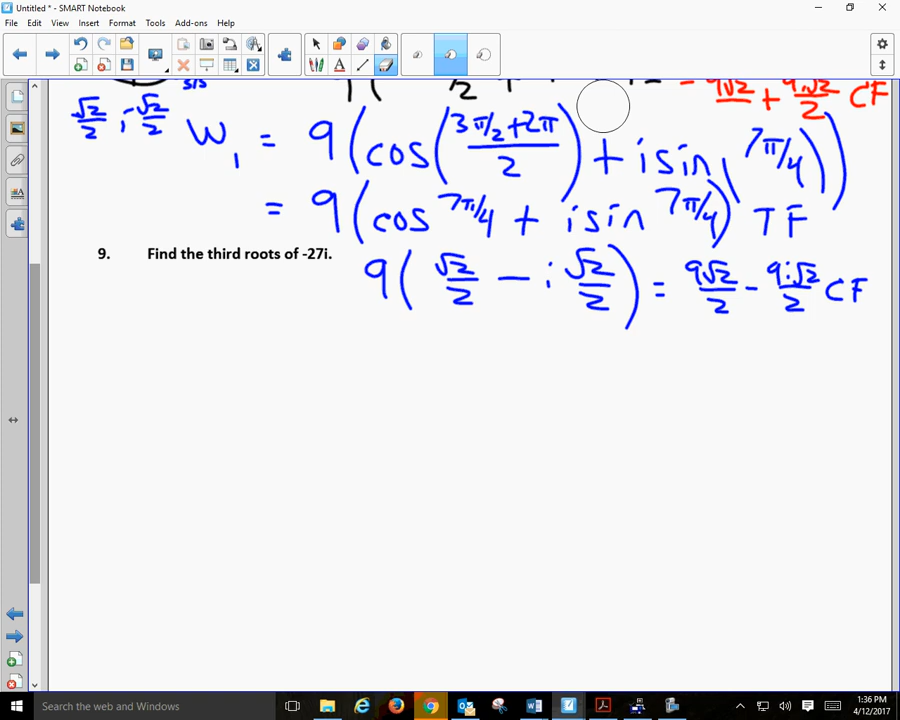 Untitled * - SMART Notebook
File Edit View Insert Format Tools Add-ons Help
= -9√2/2 + 9i√2/2 CF
√2/2, -√2/2
W₁ = 9(cos((3π/2+2π)/2) + i sin(7π/4))
= 9(cos 7π/4 + i sin 7π/4) TF
9. Find the third roots of -27i.
9(√2/2 - i √2/2) = 9√2/2 - 9i√2/2 CF
Search the web and Windows
1:36 PM
4/12/2017